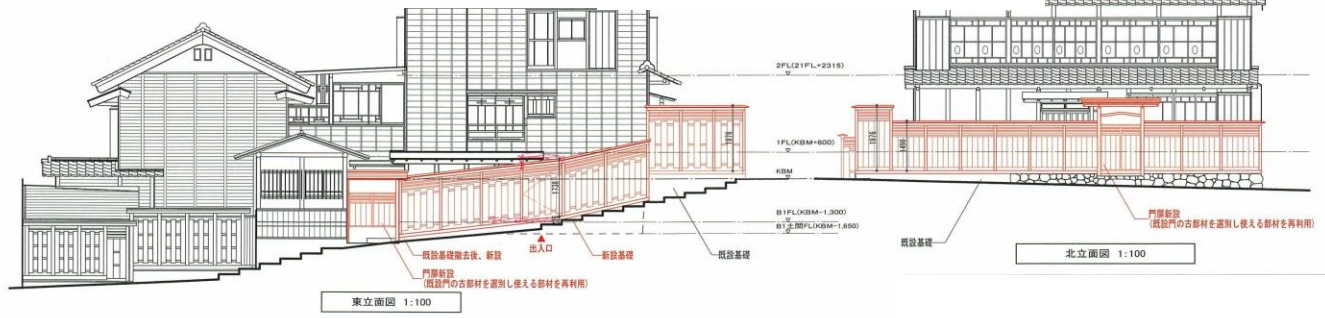 2FL(21FL+2315)
1FL(KBM+800)
KBM
B1FL(KBM-1,300)
B1土間FL(KBM-1,650)
1976
1738
出入口
既設基礎撤去後、新設
新設基礎
既設基礎
門扉新設
(既設門の古部材を選別し使える部材を再利用)
東立面図 1:100
1976
1490
既設基礎
門扉新設
(既設門の古部材を選別し使える部材を再利用)
北立面図 1:100